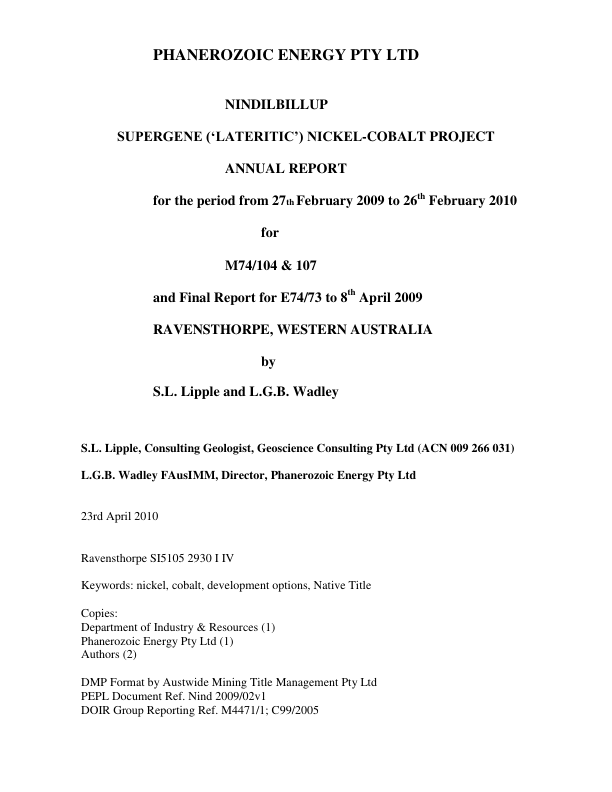 PHANEROZOIC ENERGY PTY LTD
NINDILBILLUP
SUPERGENE (‘LATERITIC’) NICKEL-COBALT PROJECT
ANNUAL REPORT
for the period from 27th February 2009 to 26th February 2010
for
M74/104 & 107
and Final Report for E74/73 to 8th April 2009
RAVENSTHORPE, WESTERN AUSTRALIA
by
S.L. Lipple and L.G.B. Wadley
S.L. Lipple, Consulting Geologist, Geoscience Consulting Pty Ltd (ACN 009 266 031)
L.G.B. Wadley FAusIMM, Director, Phanerozoic Energy Pty Ltd
23rd April 2010
Ravensthorpe SI5105 2930 I IV
Keywords: nickel, cobalt, development options, Native Title
Copies:
Department of Industry & Resources (1)
Phanerozoic Energy Pty Ltd (1)
Authors (2)
DMP Format by Austwide Mining Title Management Pty Ltd
PEPL Document Ref. Nind 2009/02v1
DOIR Group Reporting Ref. M4471/1; C99/2005